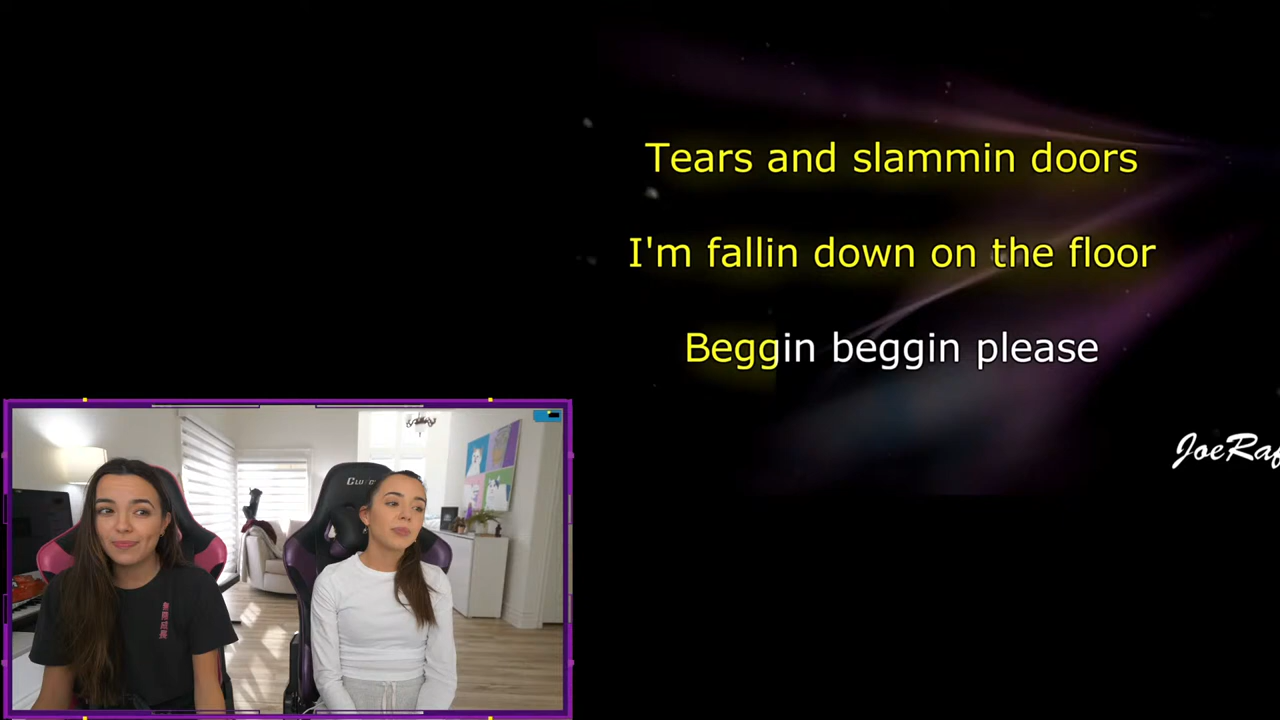 Tears and slammin doors
I'm fallin down on the floor
Beggin beggin please